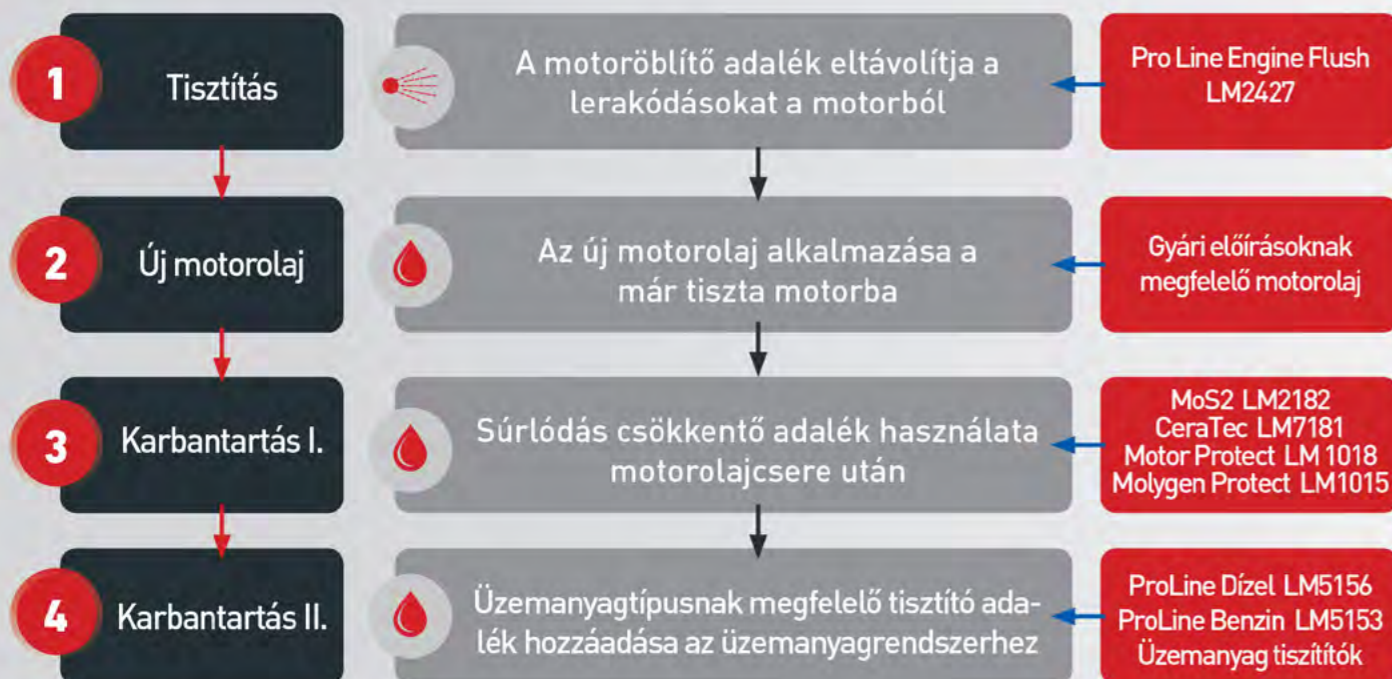 1
Tisztítás
A motoröblítő adalék eltávolítja a
lerakódásokat a motorból
Pro Line Engine Flush
LM2427
2
Új motorolaj
Az új motorolaj alkalmazása a
már tiszta motorba
Gyári előírásoknak
megfelelő motorolaj
3
Karbantartás I.
Súrlódás csökkentő adalék használata
motorolajcsere után
MoS2 LM2182
CeraTec LM7181
Motor Protect LM 1018
Molygen Protect LM1015
4
Karbantartás II.
Üzemanyagtípusnak megfelelő tisztító ada-
lék hozzáadása az üzemanyagrendszerhez
ProLine Dízel LM5156
ProLine Benzin LM5153
Üzemanyag tiszítítók